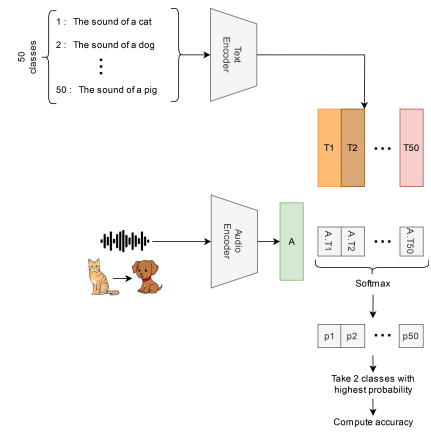 50
classes
1 : The sound of a cat
2 : The sound of a dog
50 : The sound of a pig
Text
Encoder
T1
T2
T50
Audio
Encoder
A
A.T1
A.T2
A.T50
Softmax
p1
p2
p50
Take 2 classes with
highest probability
Compute accuracy